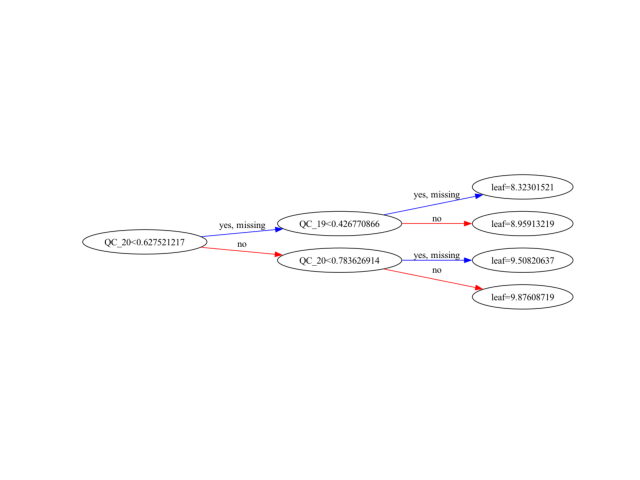 QC_20<0.627521217
yes, missing
no
QC_19<0.426770866
QC_20<0.783626914
yes, missing
no
yes, missing
no
leaf=8.32301521
leaf=8.95913219
leaf=9.50820637
leaf=9.87608719